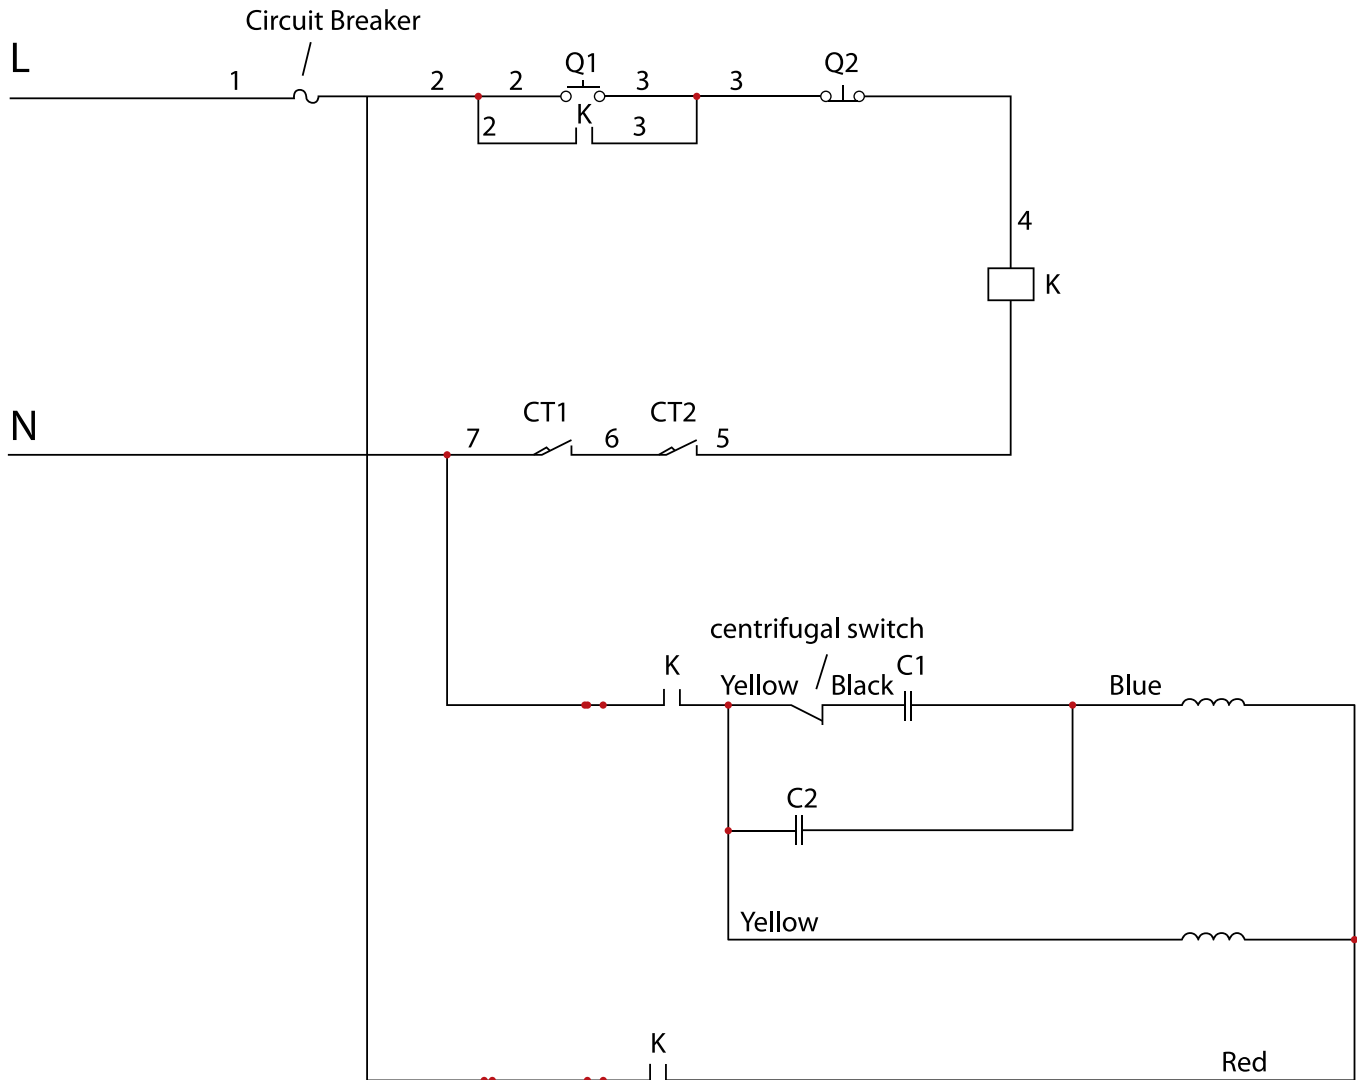 Circuit Breaker
L
1
2
2
Q1
3
3
Q2
2
K
3
4
K
N
7
CT1
6
CT2
5
centrifugal switch
K
Yellow
Black
C1
Blue
C2
Yellow
K
Red